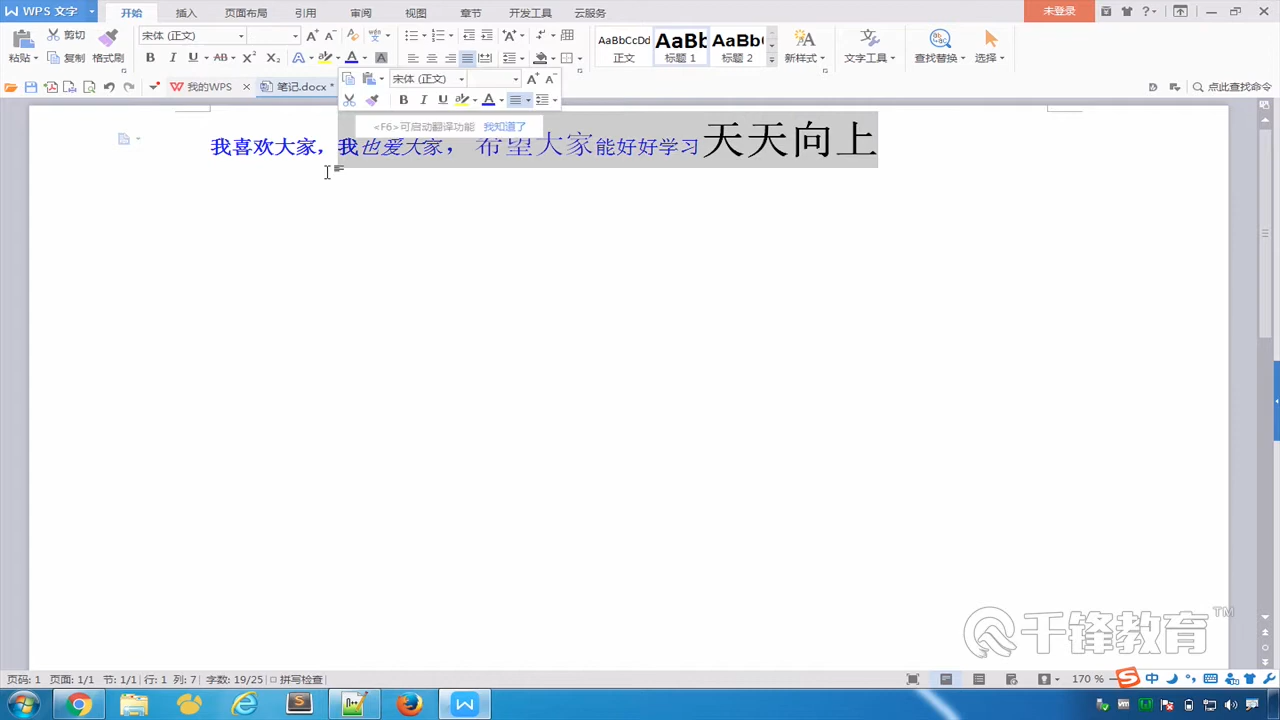 WPS 文字 开始 插入 页面布局 引用 审阅 视图 章节 开发工具 云服务 未登录
粘贴 剪切 复制 格式刷 宋体 (正文) AaBbCcDd 正文 AaBb 标题 1 AaBb( 标题 2 新样式 文字工具 查找替换 选择
我的WPS 笔记.docx * 点此查找命令
宋体 (正文)
<F6>可启动翻译功能 我知道了
我喜欢大家，我也爱大家，希望大家能好好学习天天向上
千锋教育™
页码: 1 页面: 1/1 节: 1/1 行: 1 列: 7 字数: 19/25 拼写检查 170 % 中